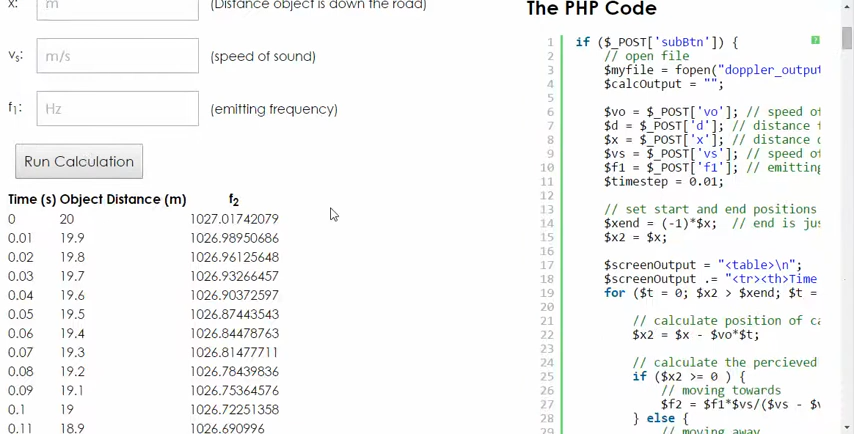 x: m (Distance object is down the road)
vs: m/s (speed of sound)
f1: Hz (emitting frequency)
Run Calculation
Time (s) Object Distance (m) f2
0 20 1027.01742079
0.01 19.9 1026.98950686
0.02 19.8 1026.96125648
0.03 19.7 1026.93266457
0.04 19.6 1026.90372597
0.05 19.5 1026.87443543
0.06 19.4 1026.84478763
0.07 19.3 1026.81477711
0.08 19.2 1026.78439836
0.09 19.1 1026.75364576
0.1 19 1026.72251358
0.11 18.9 1026.690996
The PHP Code
1 if ($_POST['subBtn']) {
2 // open file
3 $myfile = fopen("doppler_output
4 $calcOutput = "";
5
6 $vo = $_POST['vo']; // speed of
7 $d = $_POST['d']; // distance f
8 $x = $_POST['x']; // distance o
9 $vs = $_POST['vs']; // speed of
10 $f1 = $_POST['f1']; // emitting
11 $timestep = 0.01;
12
13 // set start and end positions
14 $xend = (-1)*$x; // end is jus
15 $x2 = $x;
16
17 $screenOutput = "<table>\n";
18 $screenOutput .= "<tr><th>Time
19 for ($t = 0; $x2 > $xend; $t =
20
21 // calculate position of ca
22 $x2 = $x - $vo*$t;
23
24 // calculate the percieved
25 if ($x2 >= 0 ) {
26 // moving towards
27 $f2 = $f1*$vs/($vs - $v
28 } else {
29 // moving away